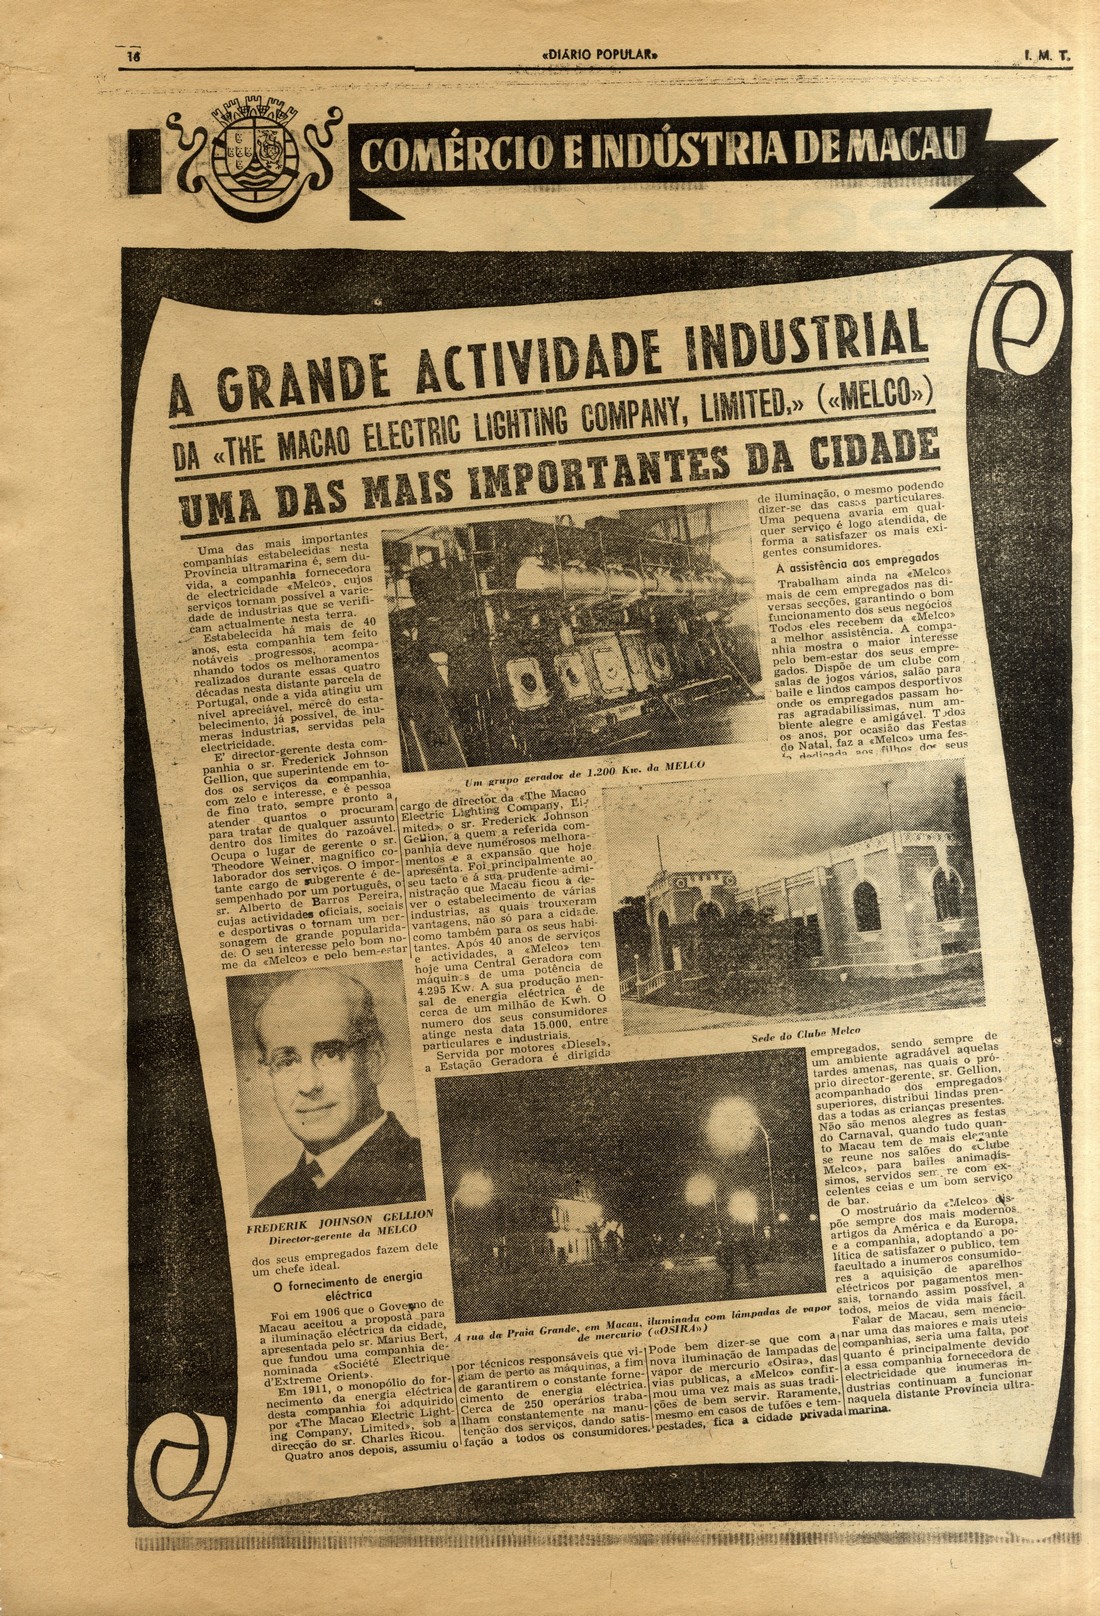 16
«DIÁRIO POPULAR»
I. M. T.
COMÉRCIO E INDÚSTRIA DE MACAU
A GRANDE ACTIVIDADE INDUSTRIAL
DA «THE MACAO ELECTRIC LIGHTING COMPANY, LIMITED,» («MELCO»)
UMA DAS MAIS IMPORTANTES DA CIDADE
Uma das mais importantes
companhias estabelecidas nesta
Província ultramarina é, sem du-
vida, a companhia fornecedora
de electricidade «Melco», cujos
serviços tornam possível a varie-
dade de industrias que se verifi-
cam actualmente nesta terra.
Estabelecida há mais de 40
anos, esta companhia tem feito
notáveis progressos, acompa-
nhando todos os melhoramentos
realizados durante essas quatro
décadas nesta distante parcela de
Portugal, onde a vida atingiu um
nível apreciável, mercê do esta-
belecimento, já possível, de inu-
meras industrias, servidas pela
electricidade.
E' director-gerente desta com-
panhia o sr. Frederick Johnson
Gellion, que superintende em to-
dos os serviços da companhia,
com zelo e interesse, e é pessoa
de fino trato, sempre pronto a
atender quantos o procuram
para tratar de qualquer assunto
dentro dos limites do razoável.
Ocupa o lugar de gerente o sr.
Theodore Weiner, magnífico co-
laborador dos serviços. O impor-
tante cargo de subgerente é de-
sempenhado por um português, o
sr. Alberto de Barros Pereira,
cujas actividades oficiais, sociais
e desportivas o tornam um per-
sonagem de grande popularida-
de. O seu interesse pelo bom no-
me da «Melco» e pelo bem-estar
FREDERIK JOHNSON GELLION
Director-gerente da MELCO
dos seus empregados fazem dele
um chefe ideal.
O fornecimento de energia
eléctrica
Foi em 1906 que o Governo de
Macau aceitou a proposta para
a iluminação eléctrica da cidade,
apresentada pelo sr. Marius Bert,
que fundou uma companhia de-
nominada «Société Electrique
d'Extreme Orient».
Em 1911, o monopólio do for-
necimento da energia eléctrica
desta companhia foi adquirido
por «The Macao Electric Light-
ing Company, Limited», sob a
direcção do sr. Charles Ricou.
Quatro anos depois, assumiu o
Um grupo gerador de 1.200 Kw. da MELCO
cargo de director da «The Macao
Electric Lighting Company, Li-
mited» o sr. Frederick Johnson
Gellion, a quem a referida com-
panhia deve numerosos melhora-
mentos e a expansão que hoje
apresenta. Foi principalmente ao
seu tacto e á sua prudente admi-
nistração que Macau ficou a de-
ver o estabelecimento de várias
industrias, as quais trouxeram
vantagens, não só para a cidade.
como também para os seus habi-
tantes. Após 40 anos de serviços
e actividades, a «Melco» tem
hoje uma Central Geradora com
máquinas de uma potência de
4.295 Kw. A sua produção men-
sal de energia eléctrica é de
cerca de um milhão de Kwh. O
numero dos seus consumidores
atinge nesta data 15.000, entre
particulares e industriais.
Servida por motores «Diesel»,
a Estação Geradora é dirigida
A rua da Praia Grande, em Macau, iluminada com lâmpadas de vapor
de mercurio («OSIRA»)
por técnicos responsáveis que vi-
giam de perto as máquinas, a fim
de garantirem o constante forne-
cimento de energia eléctrica.
Cerca de 250 operários traba-
lham constantemente na manu-
tenção dos serviços, dando satis-
fação a todos os consumidores.
Pode bem dizer-se que com a
nova iluminação de lampadas de
vapor de mercurio «Osira», das
vias publicas, a «Melco» confir-
mou uma vez mais as suas tradi-
ções de bem servir. Raramente,
mesmo em casos de tufões e tem-
pestades, fica a cidade privada
de iluminação, o mesmo podendo
dizer-se das casas particulares.
Uma pequena avaria em qual-
quer serviço é logo atendida, de
forma a satisfazer os mais exi-
gentes consumidores.
A assistência aos empregados
Trabalham ainda na «Melco»
mais de cem empregados nas di-
versas secções, garantindo o bom
funcionamento dos seus negócios
Todos eles recebem da «Melco»
a melhor assistência. A compa-
nhia mostra o maior interesse
pelo bem-estar dos seus empre-
gados. Dispõe de um clube com
salas de jogos vários, salão para
baile e lindos campos desportivos
onde os empregados passam ho-
ras agradabilíssimas, num am-
biente alegre e amigável. Todos
os anos, por ocasião das Festas
do Natal, faz a «Melco» uma fes-
ta dedicada aos filhos dos seus
Sede do Clube Melco
empregados, sendo sempre de
um ambiente agradável aquelas
tardes amenas, nas quais o pró-
prio director-gerente, sr. Gellion,
acompanhado dos empregados
superiores, distribui lindas pren-
das a todas as crianças presentes.
Não são menos alegres as festas
do Carnaval, quando tudo quan-
to Macau tem de mais elegante
se reune nos salões do «Clube
Melco», para bailes animadis-
simos, servidos sempre com ex-
celentes ceias e um bom serviço
de bar.
O mostruário da «Melco» dis-
põe sempre dos mais modernos
artigos da América e da Europa,
e a companhia, adoptando a po-
lítica de satisfazer o publico, tem
facultado a inumeros consumido-
res a aquisição de aparelhos
eléctricos por pagamentos men-
sais, tornando assim possível, a
todos, meios de vida mais fácil.
Falar de Macau, sem mencio-
nar uma das maiores e mais uteis
companhias, seria uma falta, por
quanto é principalmente devido
a essa companhia fornecedora de
electricidade que inumeras in-
dustrias continuam a funcionar
naquela distante Província ultra-
marina.